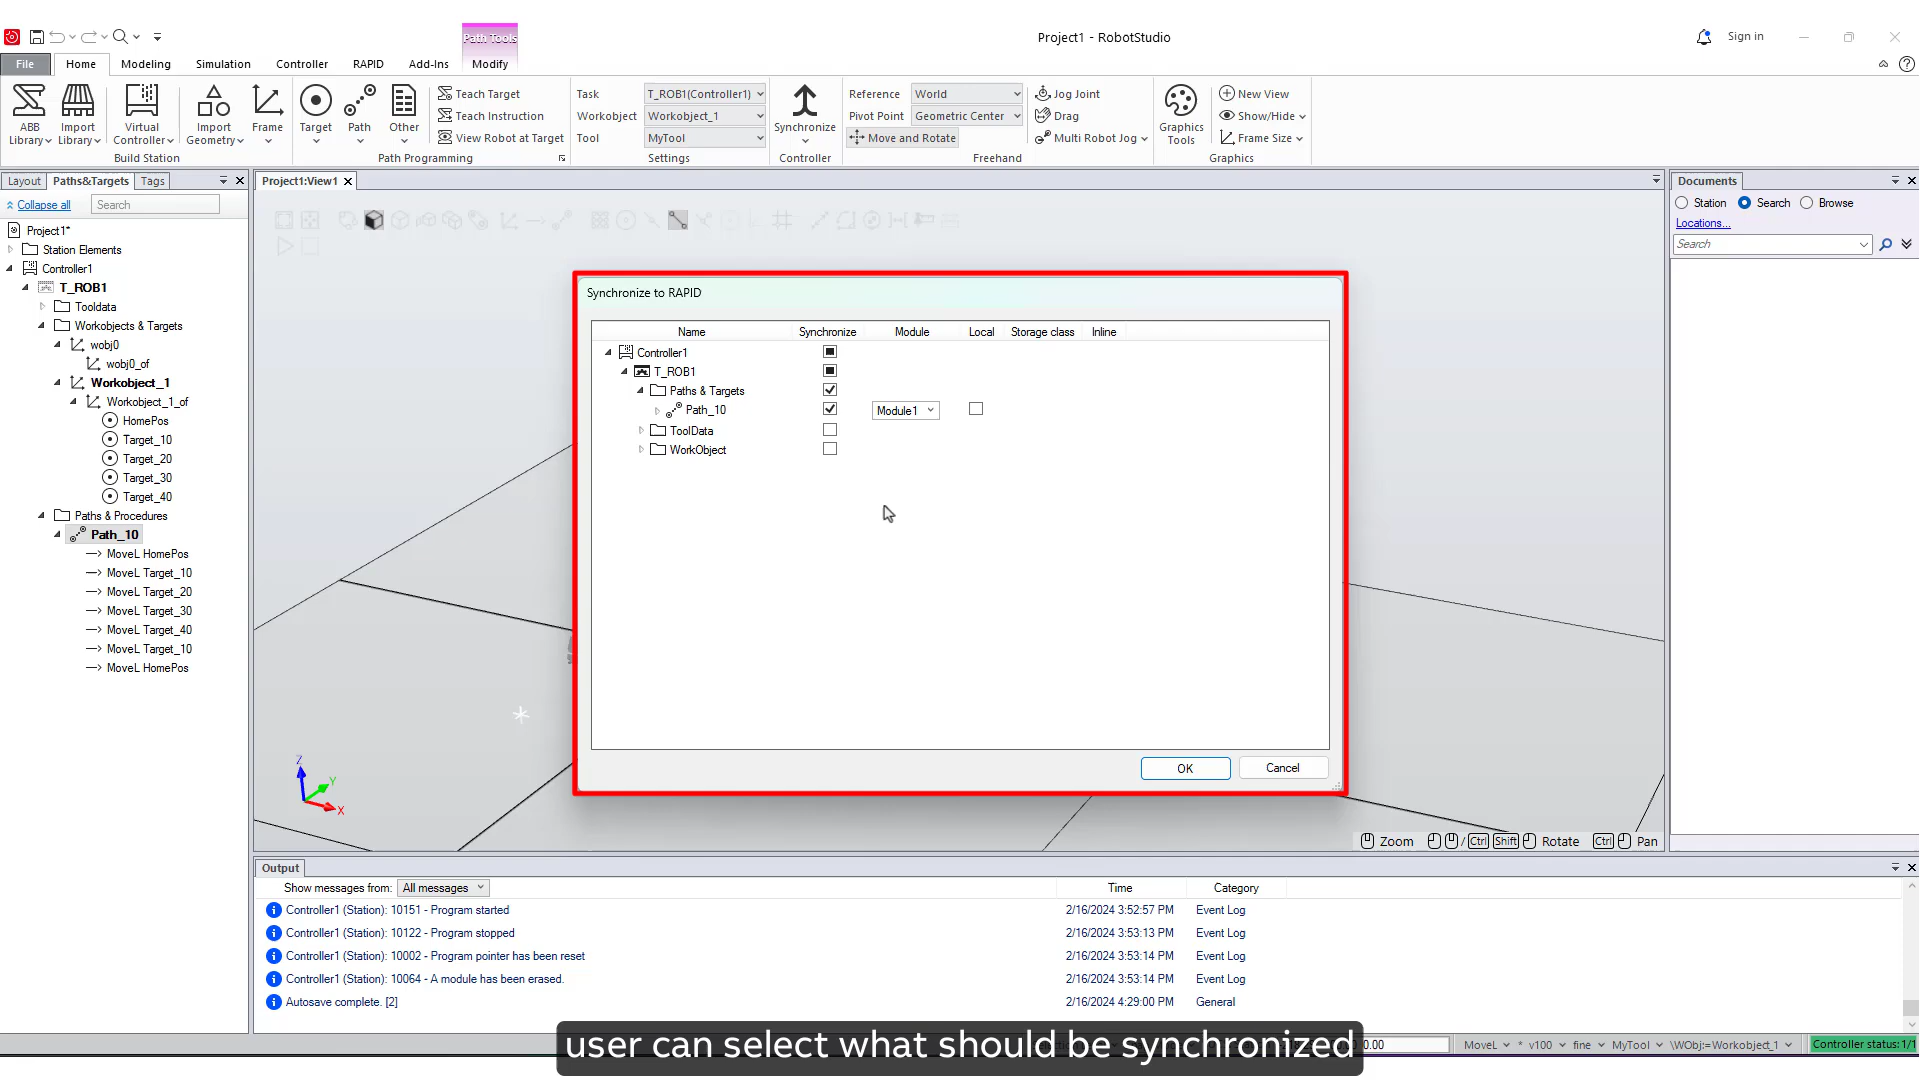 Path Tools
Project1 - RobotStudio
Sign in
File
Home
Modeling
Simulation
Controller
RAPID
Add-Ins
Modify
ABB Library
Import Library
Virtual Controller
Import Geometry
Frame
Build Station
Target
Path
Other
Teach Target
Teach Instruction
View Robot at Target
Path Programming
Task T_ROB1(Controller1)
Workobject Workobject_1
Tool MyTool
Settings
Synchronize
Controller
Reference World
Pivot Point Geometric Center
Move and Rotate
Jog Joint
Drag
Multi Robot Jog
Freehand
Graphics Tools
New View
Show/Hide
Frame Size
Graphics
Layout
Paths&Targets
Tags
Collapse all
Search
Project1*
Station Elements
Controller1
T_ROB1
Tooldata
Workobjects & Targets
wobj0
wobj0_of
Workobject_1
Workobject_1_of
HomePos
Target_10
Target_20
Target_30
Target_40
Paths & Procedures
Path_10
MoveL HomePos
MoveL Target_10
MoveL Target_20
MoveL Target_30
MoveL Target_40
MoveL Target_10
MoveL HomePos
Project1:View1
Synchronize to RAPID
Name Synchronize Module Local Storage class Inline
Controller1
T_ROB1
Paths & Targets
Path_10 Module1
ToolData
WorkObject
OK
Cancel
Z
Y
X
Zoom
/ Ctrl Shift Rotate
Ctrl Pan
Documents
Station
Search
Browse
Locations...
Search
Output
Show messages from: All messages
Time
Category
Controller1 (Station): 10151 - Program started 2/16/2024 3:52:57 PM Event Log
Controller1 (Station): 10122 - Program stopped 2/16/2024 3:53:13 PM Event Log
Controller1 (Station): 10002 - Program pointer has been reset 2/16/2024 3:53:14 PM Event Log
Controller1 (Station): 10064 - A module has been erased. 2/16/2024 3:53:14 PM Event Log
Autosave complete. [2] 2/16/2024 4:29:00 PM General
user can select what should be synchronized
0.00
MoveL * v100 fine MyTool \WObj:=Workobject_1
Controller status: 1/1